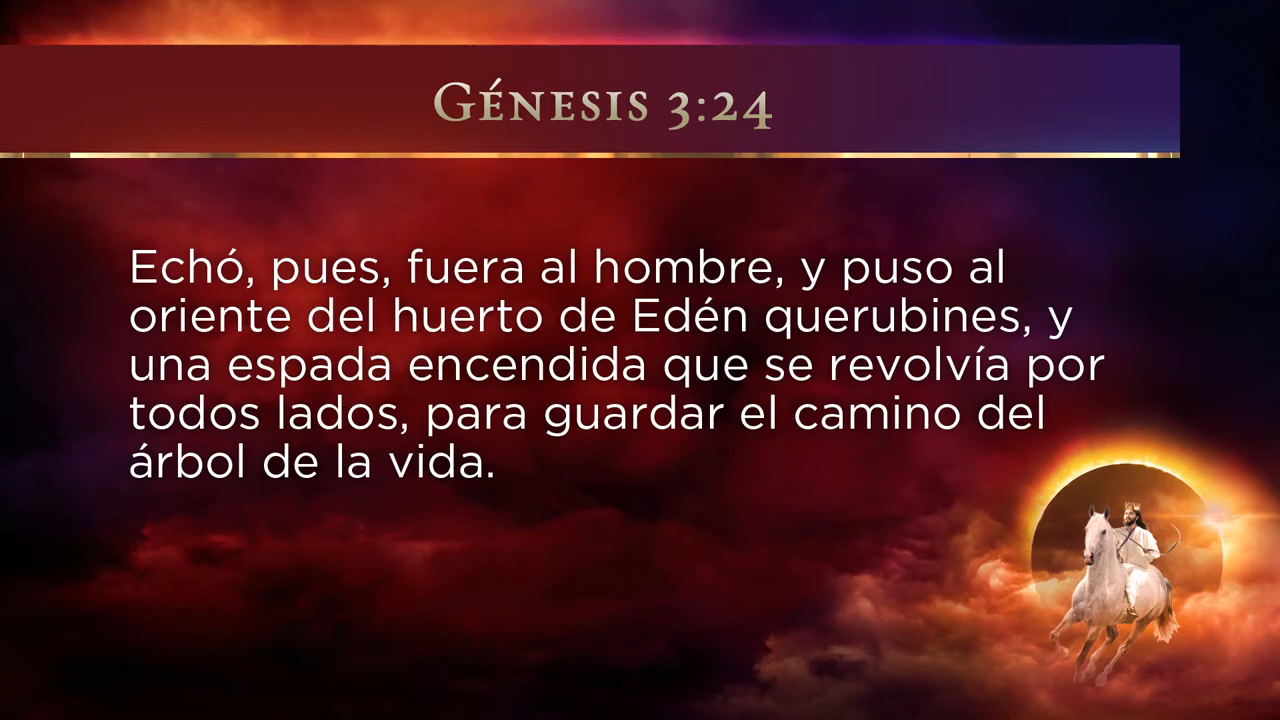 Génesis 3:24
Echó, pues, fuera al hombre, y puso al
oriente del huerto de Edén querubines, y
una espada encendida que se revolvía por
todos lados, para guardar el camino del
árbol de la vida.